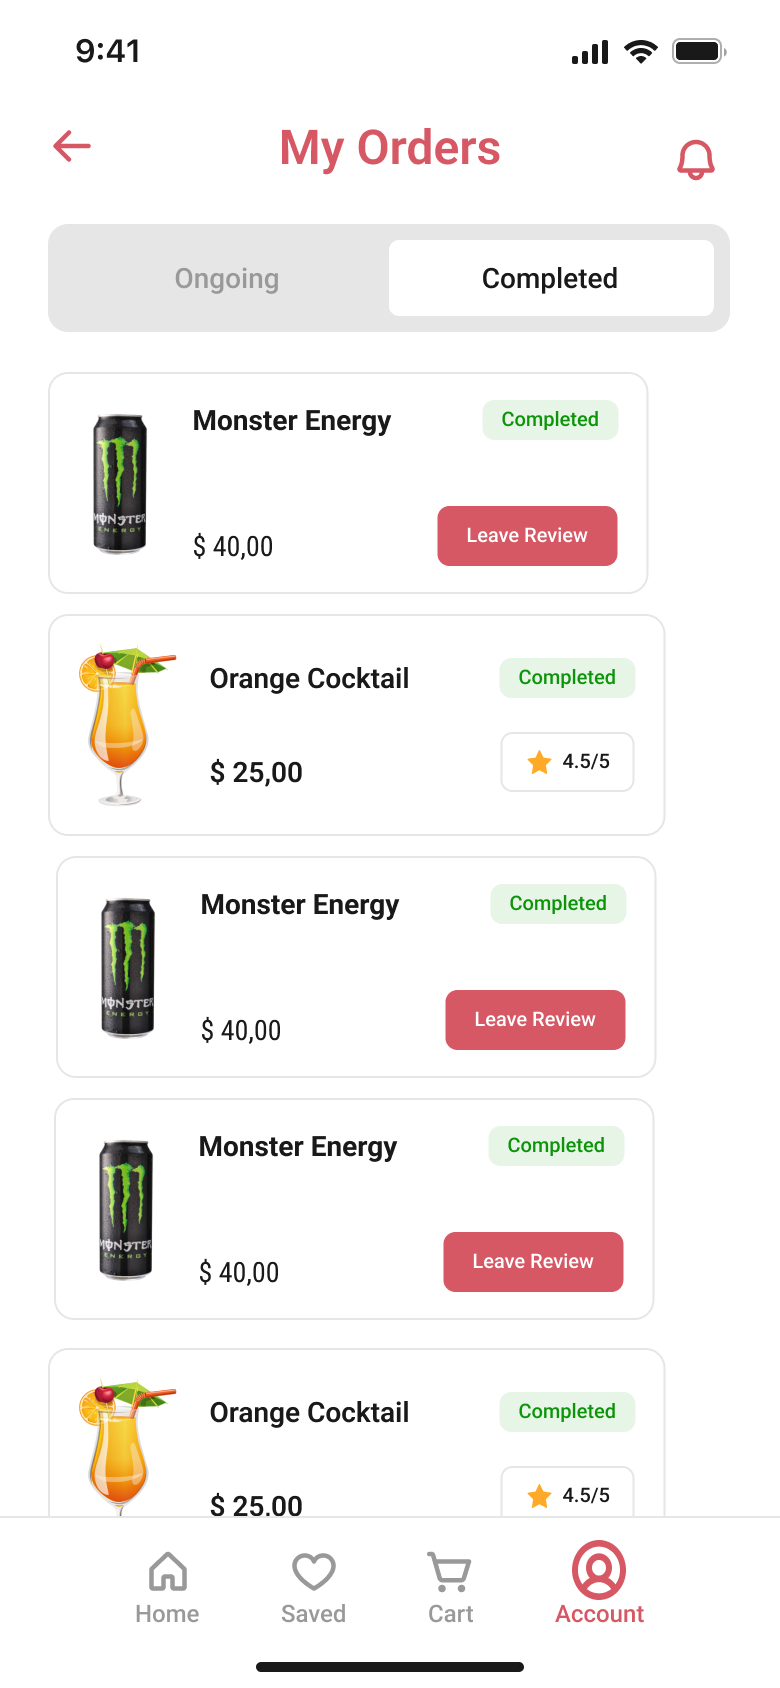 9:41
My Orders
Ongoing Completed
Monster Energy Completed
MONSTER
ENERGY
$ 40,00 Leave Review
Orange Cocktail Completed
$ 25,00 4.5/5
Monster Energy Completed
MONSTER
ENERGY
$ 40,00 Leave Review
Monster Energy Completed
MONSTER
ENERGY
$ 40,00 Leave Review
Orange Cocktail Completed
$ 25,00 4.5/5
Home Saved Cart Account